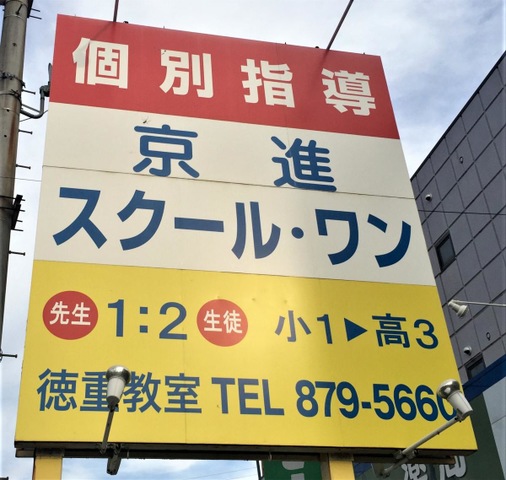 個別指導
京進
スクール・ワン
先生 1:2 生徒 小1▶高3
徳重教室 TEL 879-5660